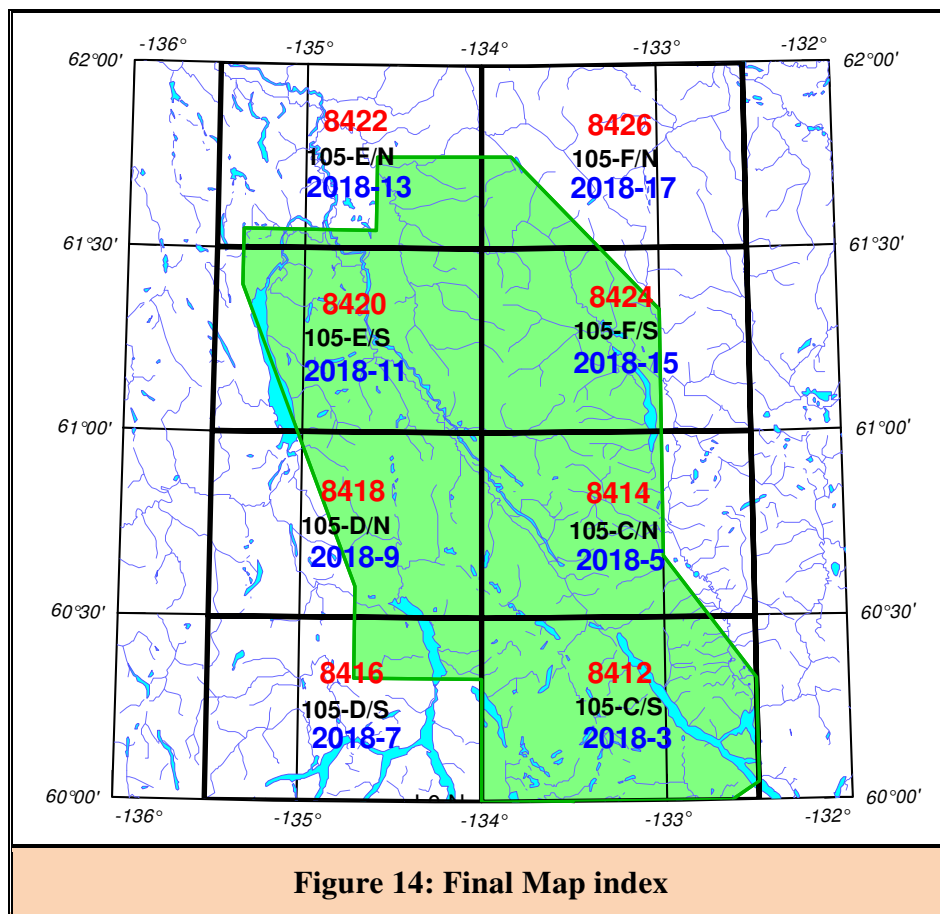 -136° -135° -134° -133° -132°
62°00' 62°00'
8422 8426
105-E/N 105-F/N
2018-13 2018-17
61°30' 61°30'
8420 8424
105-E/S 105-F/S
2018-11 2018-15
61°00' 61°00'
8418 8414
105-D/N 105-C/N
2018-9 2018-5
60°30' 60°30'
8416 8412
105-D/S 105-C/S
2018-7 2018-3
60°00' 60°00'
-136° -135° -134° -133° -132°
Figure 14: Final Map index